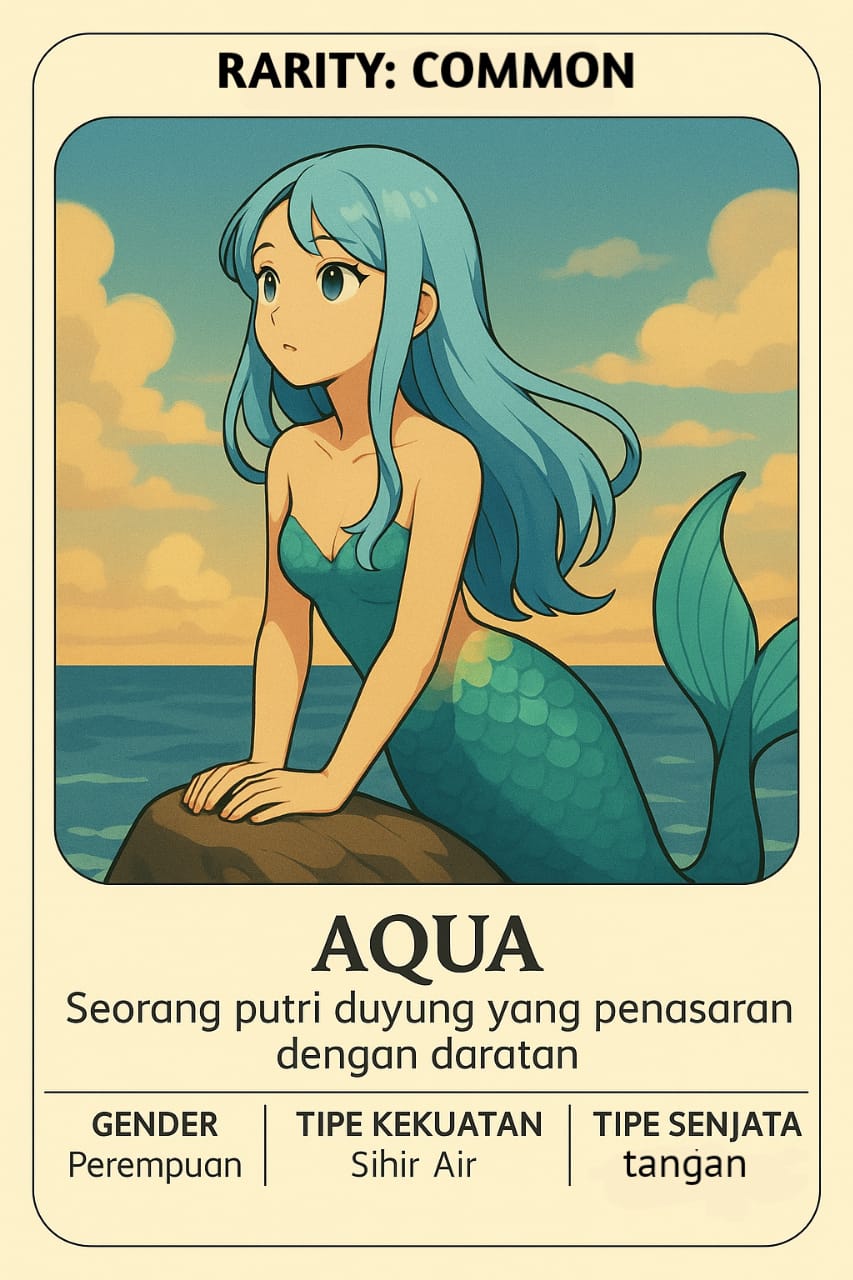 RARITY: COMMON
AQUA
Seorang putri duyung yang penasaran
dengan daratan
GENDER
Perempuan
TIPE KEKUATAN
Sihir Air
TIPE SENJATA
tangan